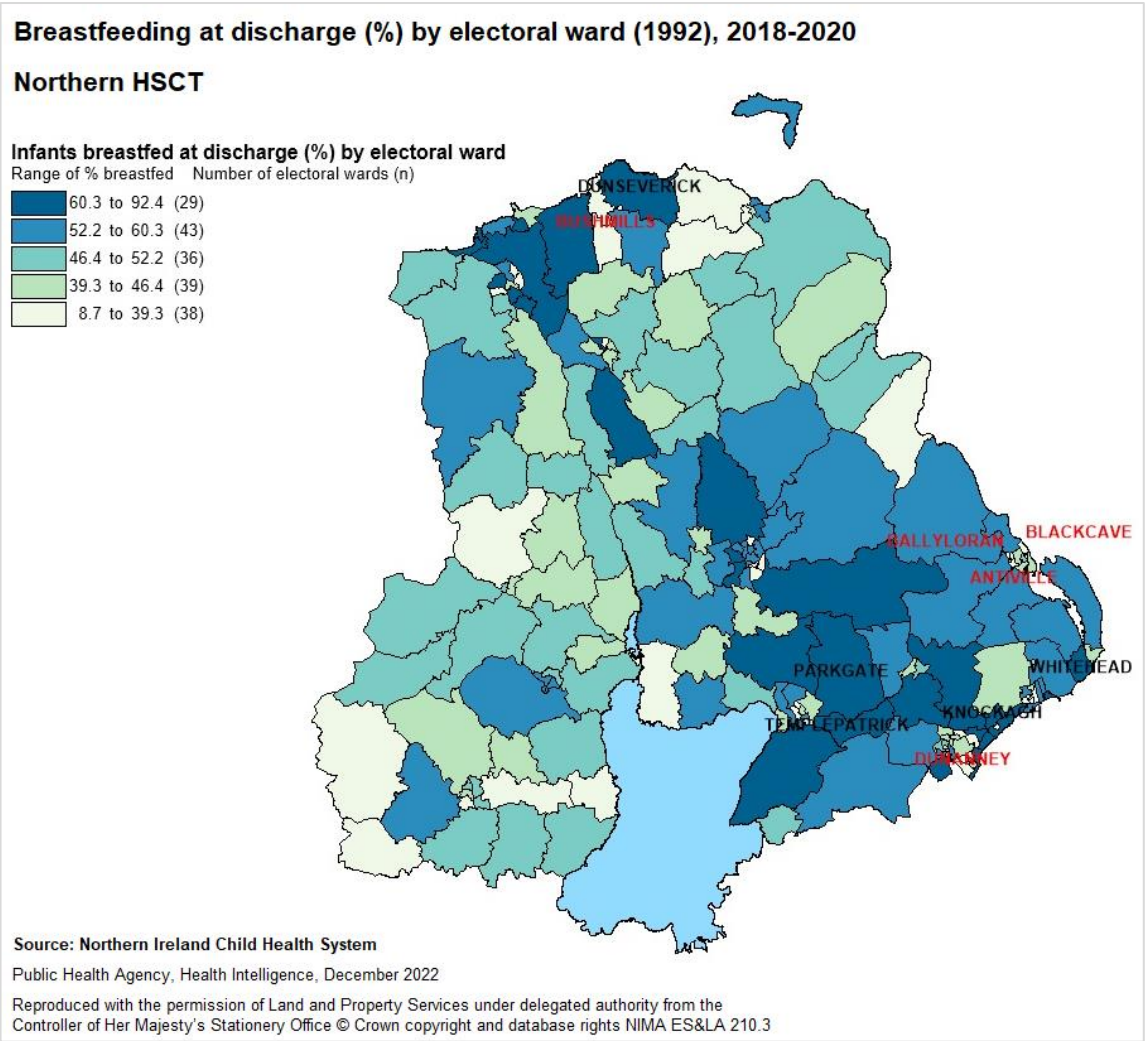 Breastfeeding at discharge (%) by electoral ward (1992), 2018-2020
Northern HSCT
Infants breastfed at discharge (%) by electoral ward
Range of % breastfed Number of electoral wards (n)
60.3 to 92.4 (29)
52.2 to 60.3 (43)
46.4 to 52.2 (36)
39.3 to 46.4 (39)
8.7 to 39.3 (38)
DUNSEVERICK
BUSHMILLS
BLACKCAVE
BALLYLORAN
ANTIVILLE
WHITEHEAD
PARKGATE
KNOCKAGH
TEMPLEPATRICK
DUNANNEY
Source: Northern Ireland Child Health System
Public Health Agency, Health Intelligence, December 2022
Reproduced with the permission of Land and Property Services under delegated authority from the
Controller of Her Majesty's Stationery Office © Crown copyright and database rights NIMA ES&LA 210.3